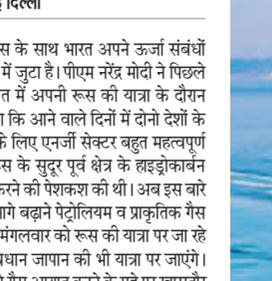 दिल्ली
स के साथ भारत अपने ऊर्जा संबंधों
में जुटा है। पीएम नरेंद्र मोदी ने पिछले
त में अपनी रूस की यात्रा के दौरान
ा कि आने वाले दिनों में दोनो देशों के
के लिए एनर्जी सेक्टर बहुत महत्वपूर्ण
स के सुदूर पूर्व क्षेत्र के हाइड्रोकार्बन
करने की पेशकश की थी। अब इस बारे
आगे बढ़ाने पेट्रोलियम व प्राकृतिक गैस
मंगलवार को रूस की यात्रा पर जा रहे
प्रधान जापान की भी यात्रा पर जाएंगे।